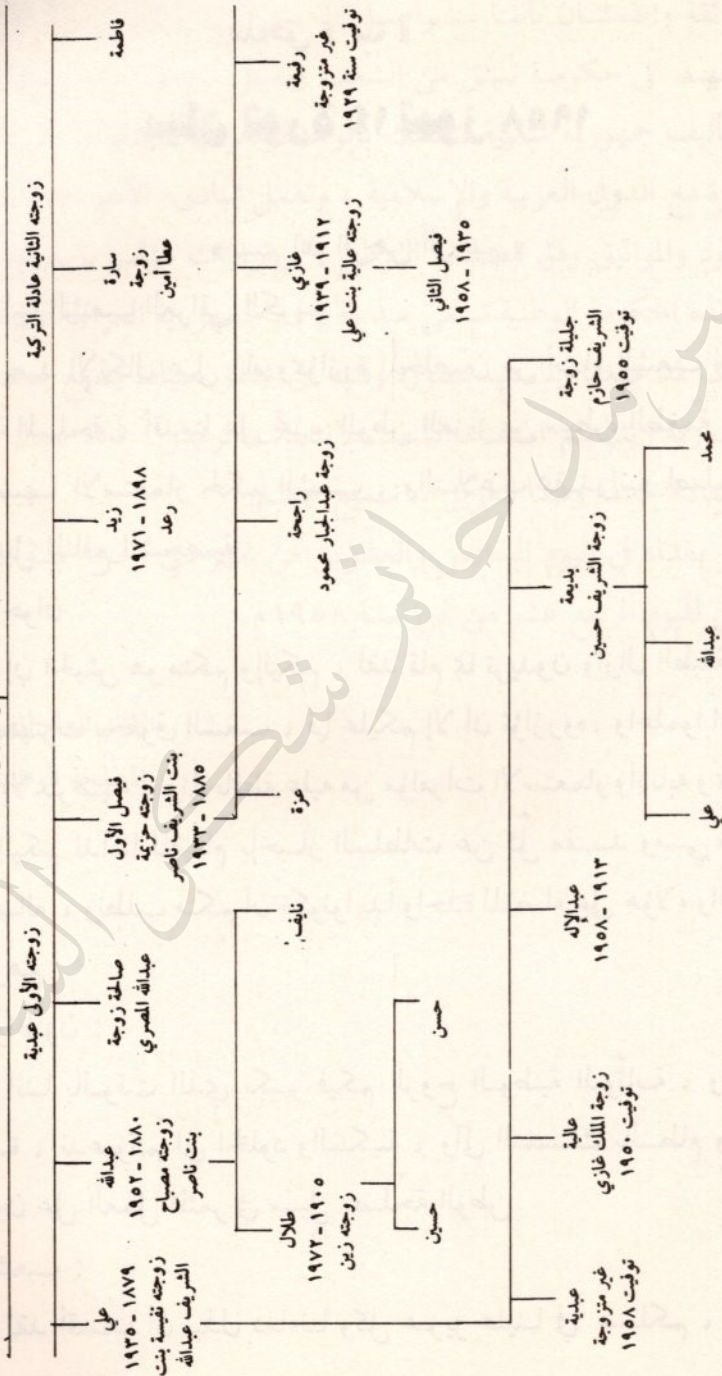 زوجته الثانية عادلة التركية
زوجته الأولى عبدية
فاطمة
سارة
زوجة
عطا أمين
زيد
١٨٩٨ - ١٩٧١
رعد
فيصل الأول
زوجته حزيمة
بنت الشريف ناصر
١٨٨٥ - ١٩٣٣
صالحة زوجة
عبدالله المصري
عبدالله
١٨٨٠ - ١٩٥٢
زوجته مصباح
بنت ناصر
علي
١٨٧٩ - ١٩٣٥
زوجته نفيسة بنت
الشريف عبدالله
رفيعة
غير متزوجة
توفيت سنة ١٩٢٩
غازي
١٩١٢ - ١٩٣٩
زوجته عالية بنت علي
فيصل الثاني
١٩٣٥ - ١٩٥٨
راجحة
زوجة عبدالجبار محمود
عزة
نايف
طلال
١٩٠٥ - ١٩٧٢
زوجته زين
حسن
حسين
جليلة زوجة
الشريف حازم
توفيت ١٩٥٥
بديعة
زوجة الشريف حسين
محمد
عبدالله
علي
عبدالإله
١٩١٣ - ١٩٥٨
عالية
زوجة الملك غازي
توفيت ١٩٥٠
عبدية
غير متزوجة
توفيت ١٩٥٨